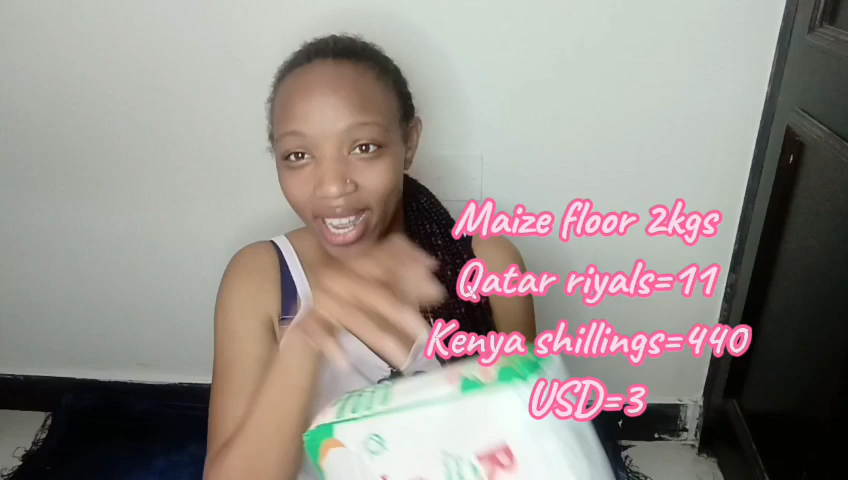 Maize floor 2kgs
Qatar riyals=11
Kenya shillings=440
USD=3